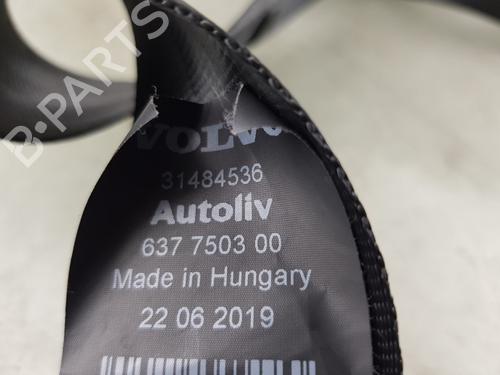 VOLVO
31484536
Autoliv
637 7503 00
Made in Hungary
22 06 2019
B-PARTS